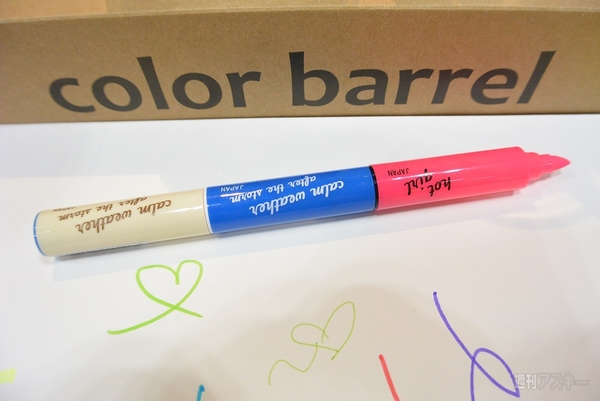 color barrel
hot
girl
JAPAN
calm weather
after the storm
JAPAN
calm weather
after the storm
JAPAN
週刊アスキー